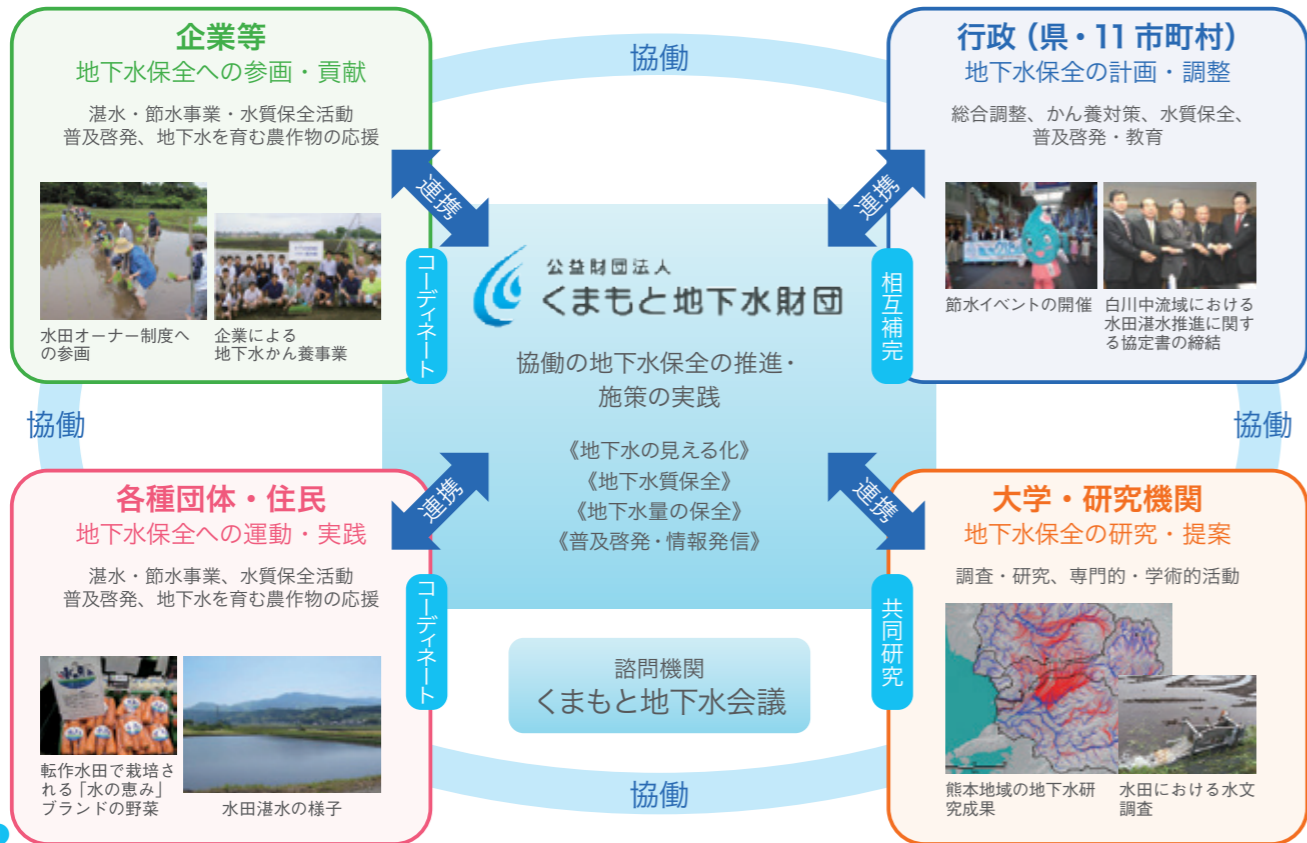 企業等
地下水保全への参画・貢献
湛水・節水事業・水質保全活動
普及啓発、地下水を育む農作物の応援
水田オーナー制度へ
の参画
企業による
地下水かん養事業
連携
コーディネート
協働
行政（県・11市町村）
地下水保全の計画・調整
総合調整、かん養対策、水質保全、
普及啓発・教育
節水イベントの開催
白川中流域における
水田湛水推進に関す
る協定書の締結
連携
相互補完
公益財団法人
くまもと地下水財団
協働の地下水保全の推進・
施策の実践
《地下水の見える化》
《地下水質保全》
《地下水量の保全》
《普及啓発・情報発信》
協働
協働
各種団体・住民
地下水保全への運動・実践
湛水・節水事業、水質保全活動
普及啓発、地下水を育む農作物の応援
転作水田で栽培さ
れる「水の恵み」
ブランドの野菜
水田湛水の様子
連携
コーディネート
諮問機関
くまもと地下水会議
大学・研究機関
地下水保全の研究・提案
調査・研究、専門的・学術的活動
熊本地域の地下水研
究成果
水田における水文
調査
連携
共同研究
協働